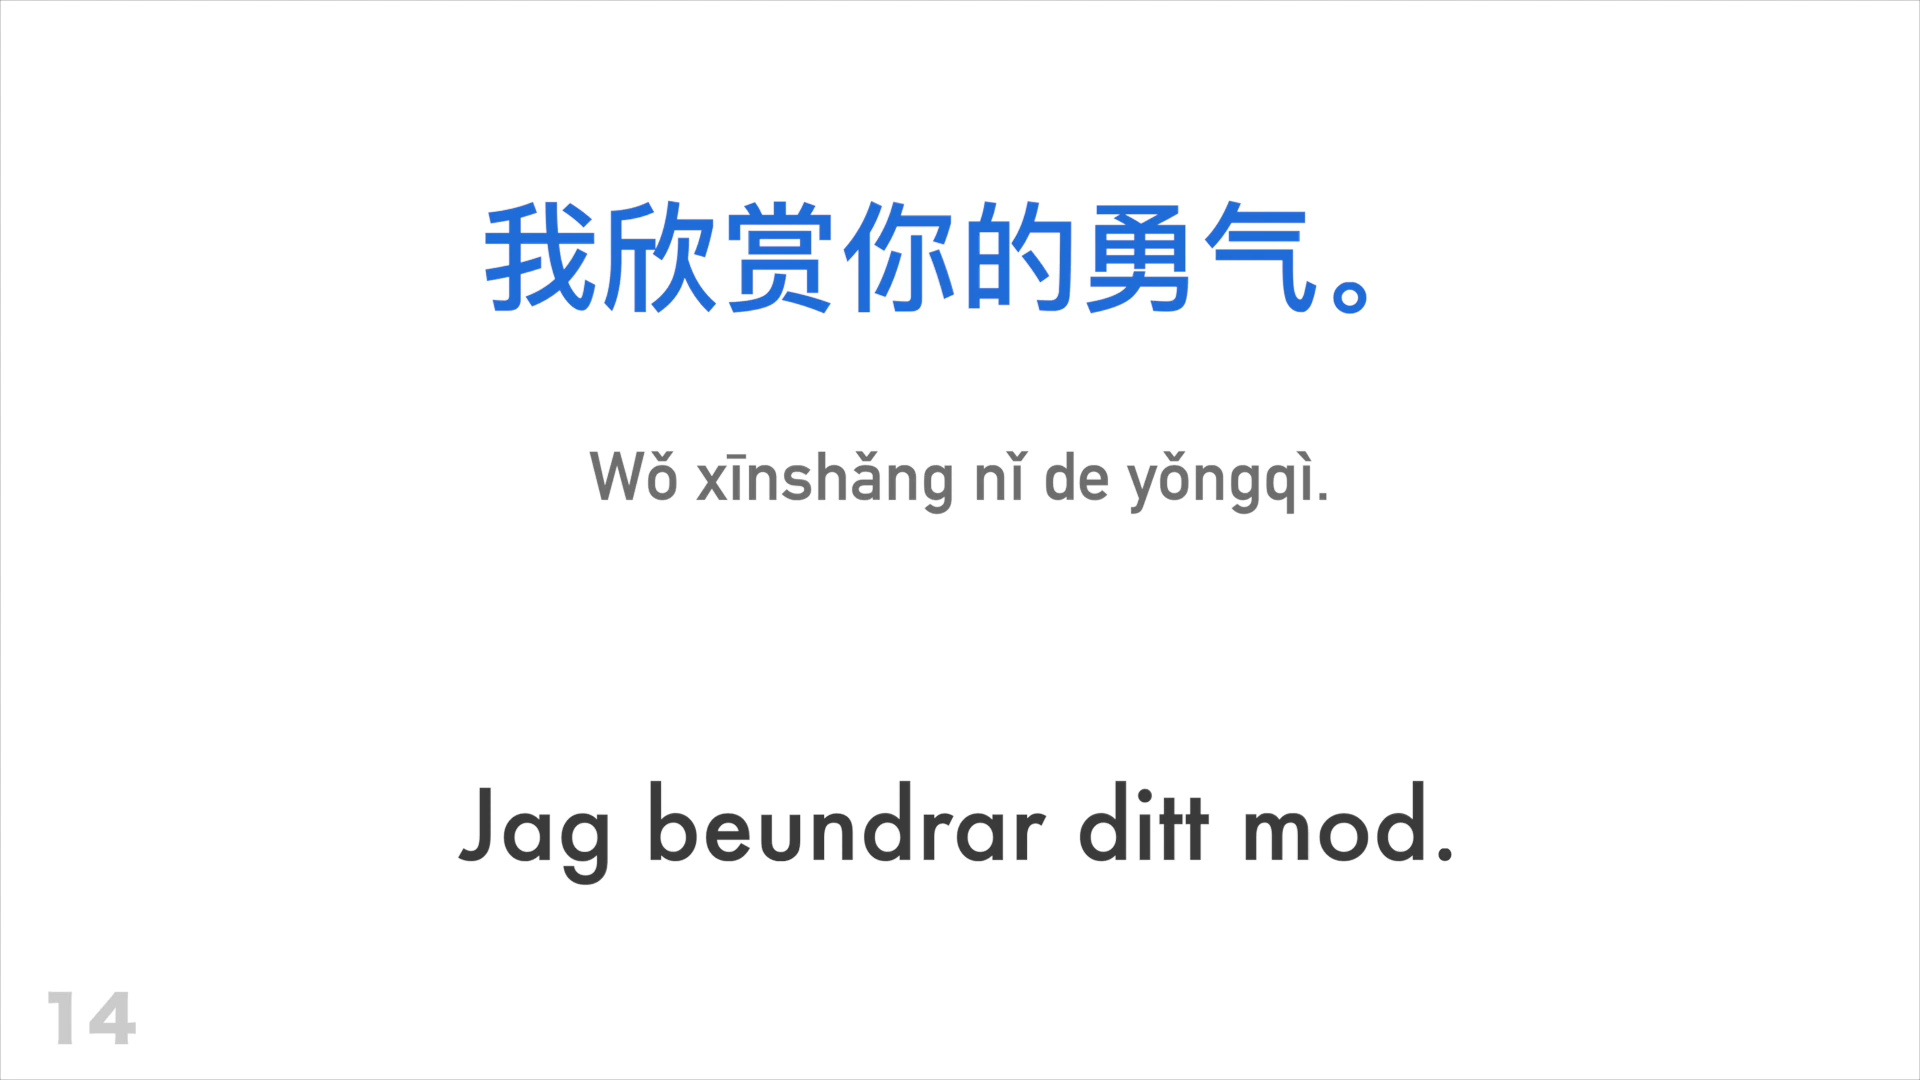 我欣赏你的勇气。
Wǒ xīnshǎng nǐ de yǒngqì.
Jag beundrar ditt mod.
14